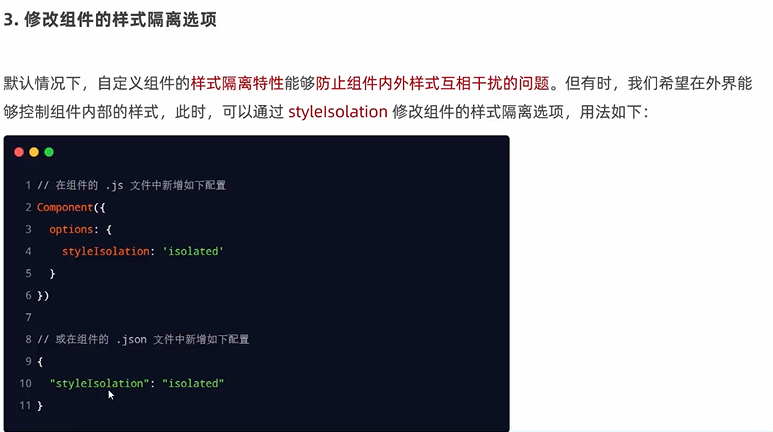 3. 修改组件的样式隔离选项
默认情况下，自定义组件的样式隔离特性能够防止组件内外样式互相干扰的问题。但有时，我们希望在外界能
够控制组件内部的样式，此时，可以通过 styleIsolation 修改组件的样式隔离选项，用法如下：
1 // 在组件的 .js 文件中新增如下配置
2 Component({
3   options: {
4     styleIsolation: 'isolated'
5   }
6 })
7
8 // 或在组件的 .json 文件中新增如下配置
9 {
10   "styleIsolation": "isolated"
11 }